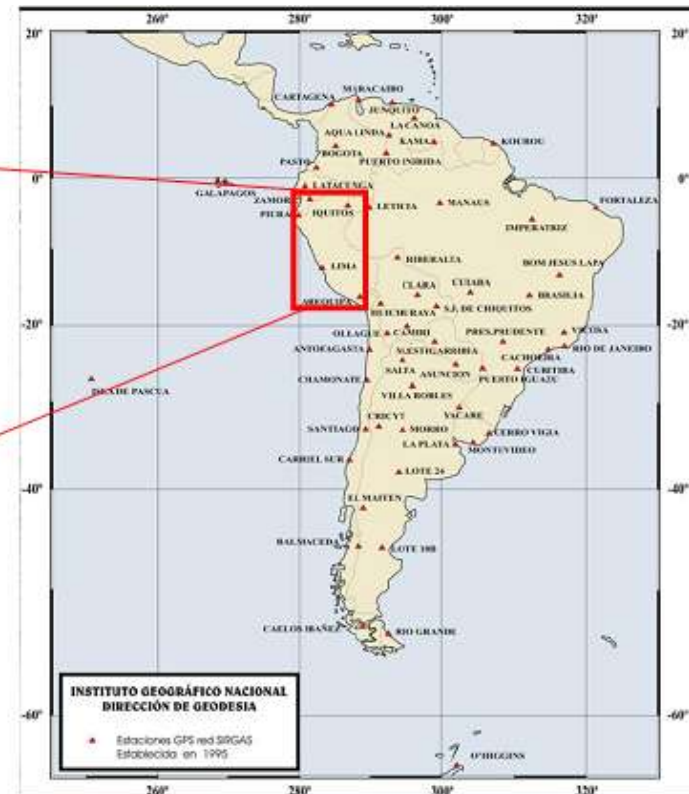 260° 280° 300° 320°
20° 20°
MARACAIBO
CARTAGENA
JUNQUITO
LA CANOA
AQUA LINDA
KAMA
KOUROU
BOGOTA
PUERTO INIRIDA
PASTO
0° 0°
LATACUNGA
GALAPAGOS
ZAMORA
IQUITOS
LETICIA
MANAUS
FORTALEZA
PIURA
IMPERATRIZ
RIBERALTA
BOM JESUS LAPA
LIMA
CLARA
CUIABA
AREQUIPA
BRASILIA
S.J. DE CHIQUITOS
-20° -20°
OLLAGUE
CAMIRI
PRES.PRUDENTE
VICOSA
ANTOFAGASTA
M.ESTIGARRIBIA
RIO DE JANEIRO
CACHOEIRA
SALTA
ASUNCION
CURITIBA
ISLA DE PASCUA
CHAMONATE
PUERTO IGUAZU
VILLA ROBLES
CRICYT
YACARE
SANTIAGO
MORRO
CERRO VIGIA
LA PLATA
MONTEVIDEO
CARRIEL SUR
LOTE 24
-40° -40°
EL MAITEN
BALMACEDA
LOTE 10B
RIO GRANDE
INSTITUTO GEOGRÁFICO NACIONAL
DIRECCIÓN DE GEODESIA
Estaciones GPS red SIRGAS
Establecida en 1995
-60° -60°
O'HIGGINS
260° 280° 300° 320°